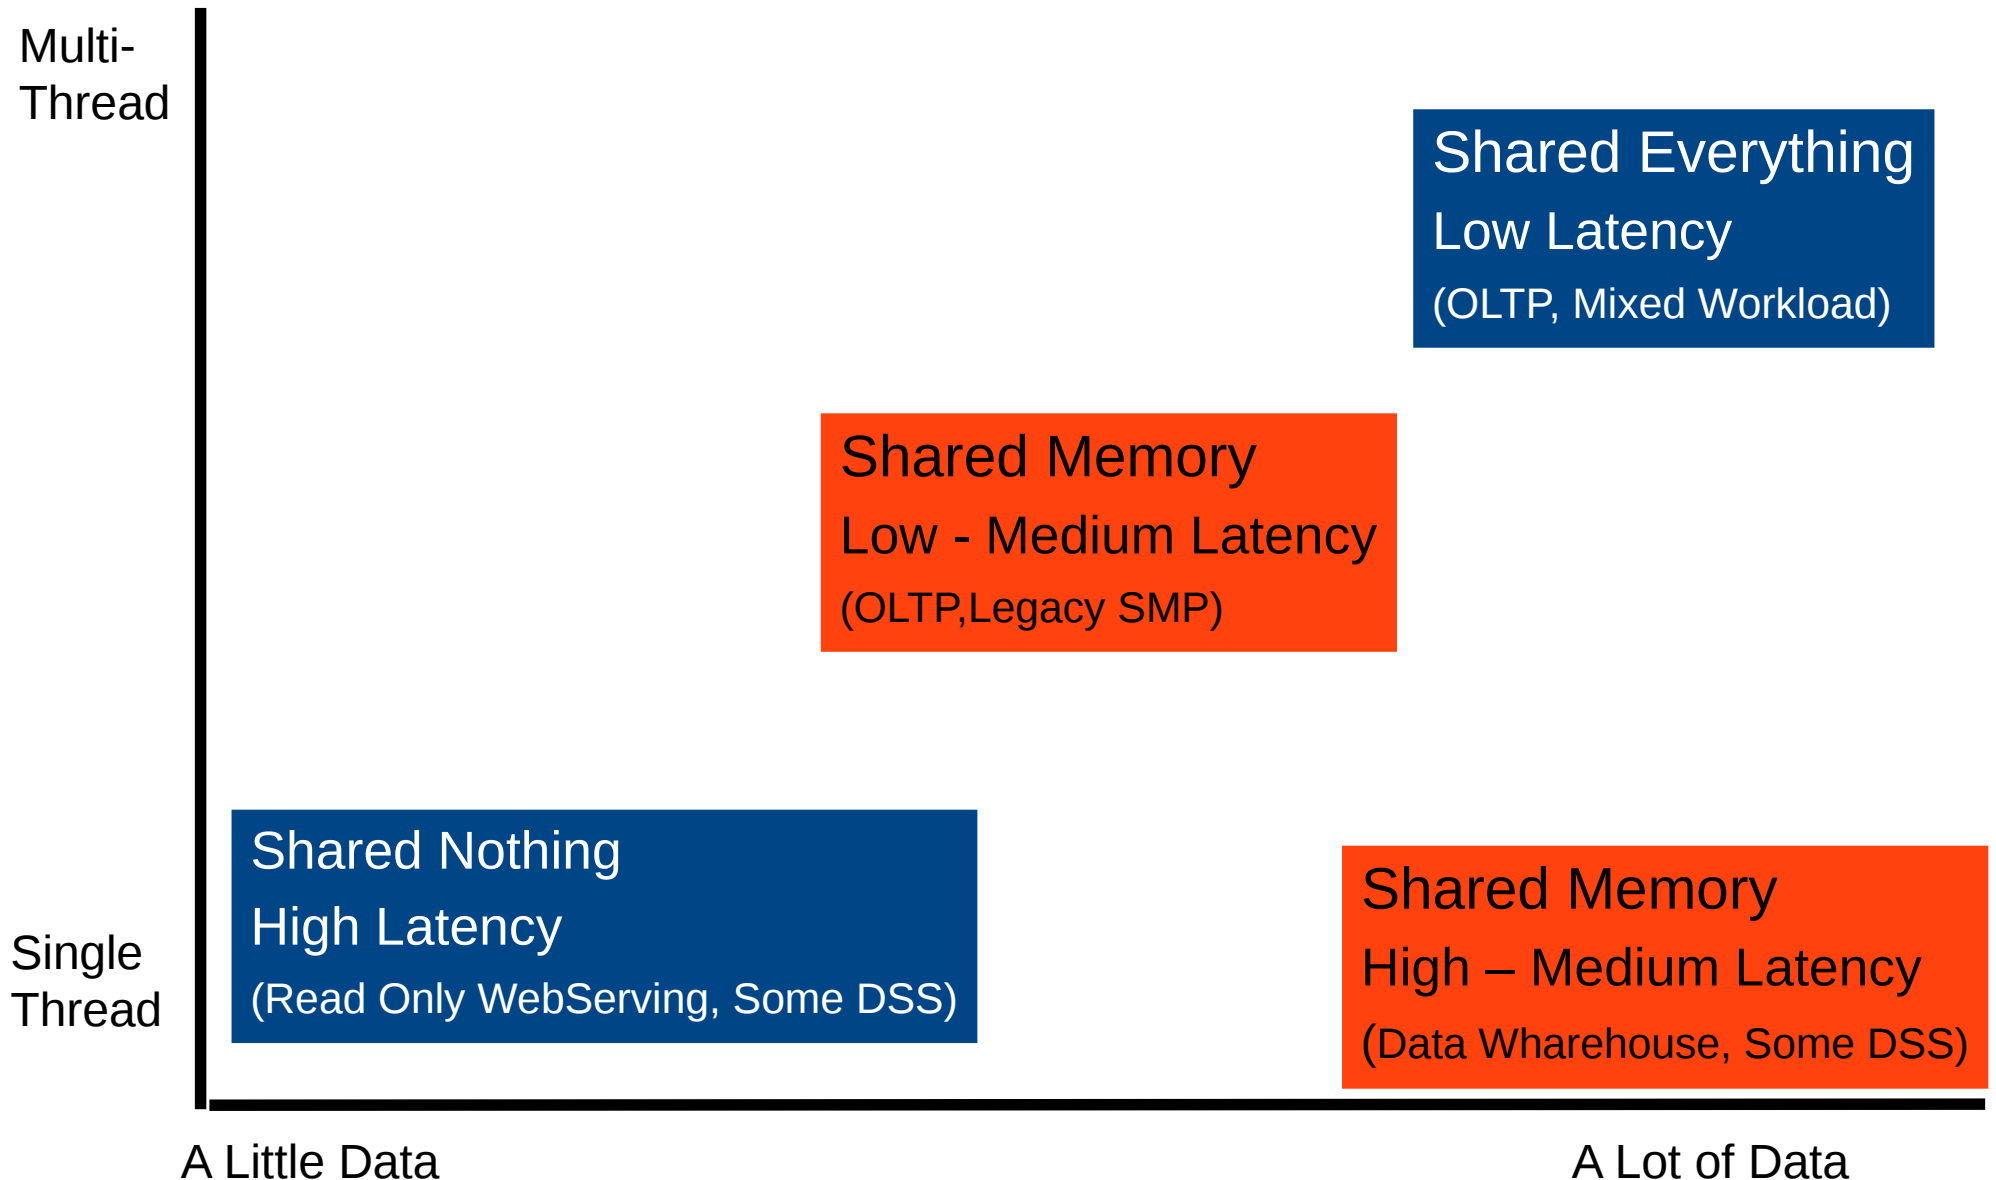 Multi-
Thread
Shared Everything
Low Latency
(OLTP, Mixed Workload)
Shared Memory
Low - Medium Latency
(OLTP,Legacy SMP)
Shared Nothing
High Latency
(Read Only WebServing, Some DSS)
Shared Memory
High – Medium Latency
(Data Wharehouse, Some DSS)
Single
Thread
A Little Data
A Lot of Data